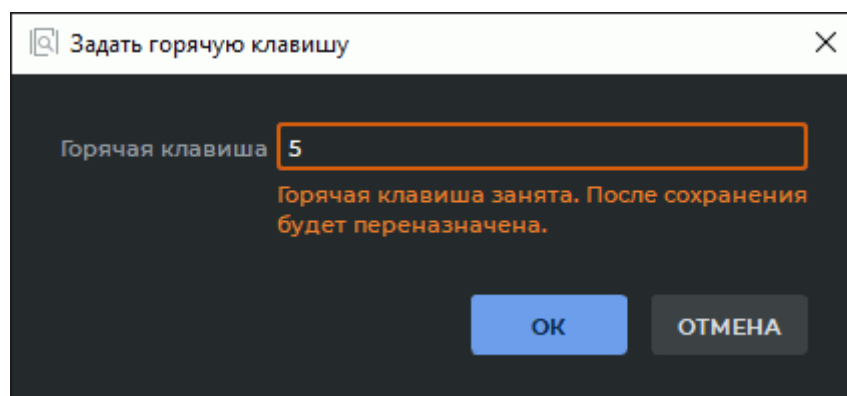 Задать горячую клавишу
Горячая клавиша 5
Горячая клавиша занята. После сохранения
будет переназначена.
ОК ОТМЕНА